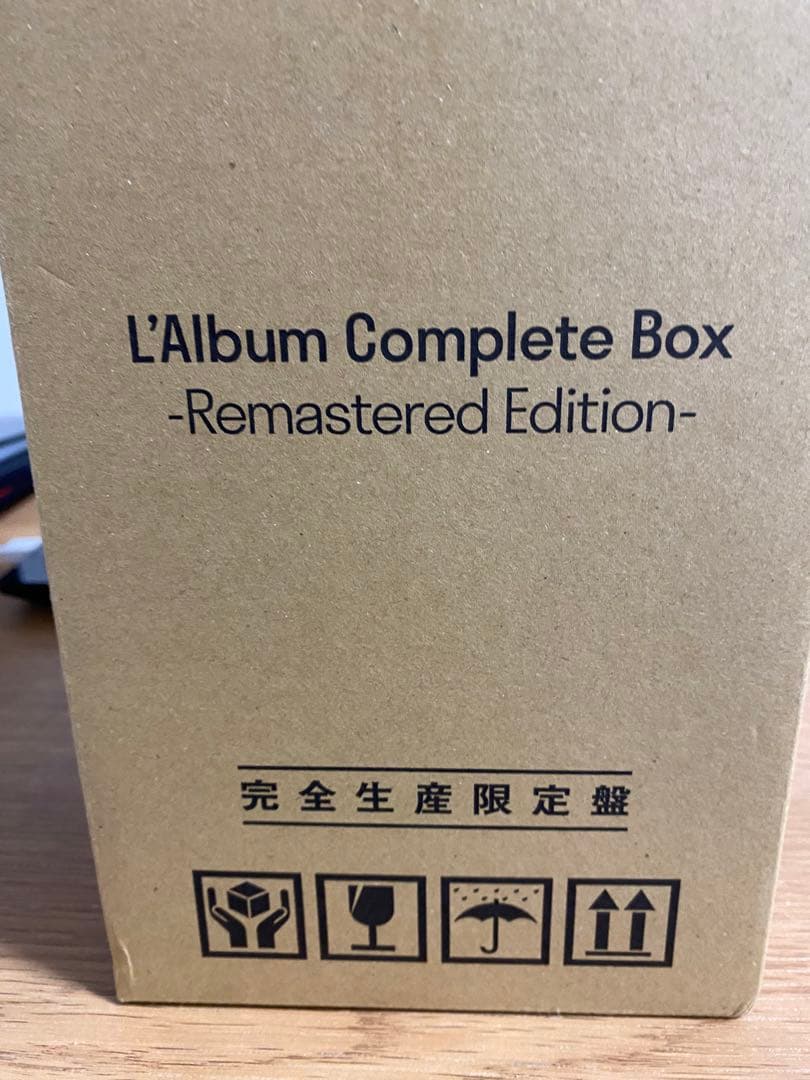 L'Album Complete Box
-Remastered Edition-
完全生産限定盤